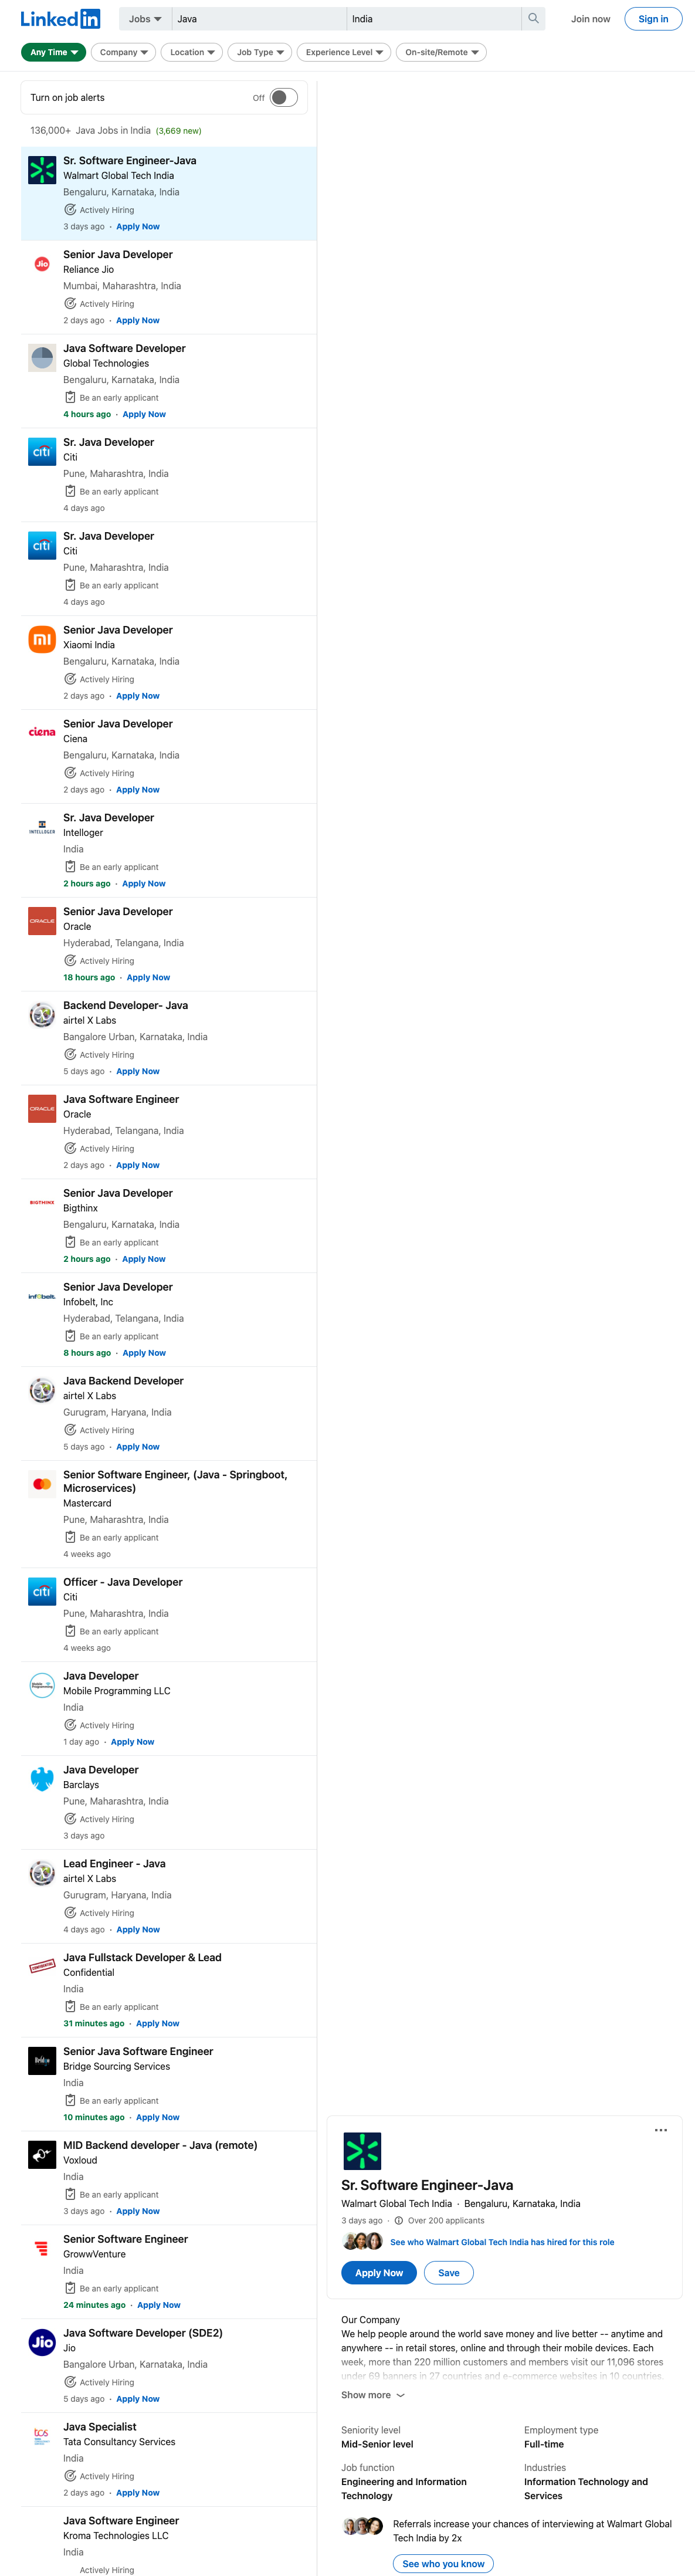 LinkedIn Jobs Java India Join now Sign in
Any Time Company Location Job Type Experience Level On-site/Remote
Turn on job alerts Off
136,000+ Java Jobs in India (3,669 new)
Sr. Software Engineer-Java
Walmart Global Tech India
Bengaluru, Karnataka, India
Actively Hiring
3 days ago · Apply Now
Jio
Senior Java Developer
Reliance Jio
Mumbai, Maharashtra, India
Actively Hiring
2 days ago · Apply Now
Java Software Developer
Global Technologies
Bengaluru, Karnataka, India
Be an early applicant
4 hours ago · Apply Now
citi
Sr. Java Developer
Citi
Pune, Maharashtra, India
Be an early applicant
4 days ago
citi
Sr. Java Developer
Citi
Pune, Maharashtra, India
Be an early applicant
4 days ago
mi
Senior Java Developer
Xiaomi India
Bengaluru, Karnataka, India
Actively Hiring
2 days ago · Apply Now
ciena
Senior Java Developer
Ciena
Bengaluru, Karnataka, India
Actively Hiring
2 days ago · Apply Now
INTELLOGER
Sr. Java Developer
Intelloger
India
Be an early applicant
2 hours ago · Apply Now
ORACLE
Senior Java Developer
Oracle
Hyderabad, Telangana, India
Actively Hiring
18 hours ago · Apply Now
Backend Developer- Java
airtel X Labs
Bangalore Urban, Karnataka, India
Actively Hiring
5 days ago · Apply Now
ORACLE
Java Software Engineer
Oracle
Hyderabad, Telangana, India
Actively Hiring
2 days ago · Apply Now
BIGTHINX
Senior Java Developer
Bigthinx
Bengaluru, Karnataka, India
Be an early applicant
2 hours ago · Apply Now
infobelt.
Senior Java Developer
Infobelt, Inc
Hyderabad, Telangana, India
Be an early applicant
8 hours ago · Apply Now
Java Backend Developer
airtel X Labs
Gurugram, Haryana, India
Actively Hiring
5 days ago · Apply Now
Senior Software Engineer, (Java - Springboot,
Microservices)
Mastercard
Pune, Maharashtra, India
Be an early applicant
4 weeks ago
citi
Officer - Java Developer
Citi
Pune, Maharashtra, India
Be an early applicant
4 weeks ago
Java Developer
Mobile Programming LLC
India
Actively Hiring
1 day ago · Apply Now
Java Developer
Barclays
Pune, Maharashtra, India
Actively Hiring
3 days ago
Lead Engineer - Java
airtel X Labs
Gurugram, Haryana, India
Actively Hiring
4 days ago · Apply Now
CONFIDENTIAL
Java Fullstack Developer & Lead
Confidential
India
Be an early applicant
31 minutes ago · Apply Now
Bridge
Senior Java Software Engineer
Bridge Sourcing Services
India
Be an early applicant
10 minutes ago · Apply Now
MID Backend developer - Java (remote)
Voxloud
India
Be an early applicant
3 days ago · Apply Now
Senior Software Engineer
GrowwVenture
India
Be an early applicant
24 minutes ago · Apply Now
Jio
Java Software Developer (SDE2)
Jio
Bangalore Urban, Karnataka, India
Actively Hiring
5 days ago · Apply Now
tcs
Java Specialist
Tata Consultancy Services
India
Actively Hiring
2 days ago · Apply Now
Java Software Engineer
Kroma Technologies LLC
India
Actively Hiring
Sr. Software Engineer-Java
Walmart Global Tech India · Bengaluru, Karnataka, India
3 days ago · Over 200 applicants
See who Walmart Global Tech India has hired for this role
Apply Now Save
Our Company
We help people around the world save money and live better -- anytime and
anywhere -- in retail stores, online and through their mobile devices. Each
week, more than 220 million customers and members visit our 11,096 stores
under 69 banners in 27 countries and e-commerce websites in 10 countries.
Show more
Seniority level Employment type
Mid-Senior level Full-time
Job function Industries
Engineering and Information Information Technology and
Technology Services
Referrals increase your chances of interviewing at Walmart Global
Tech India by 2x
See who you know